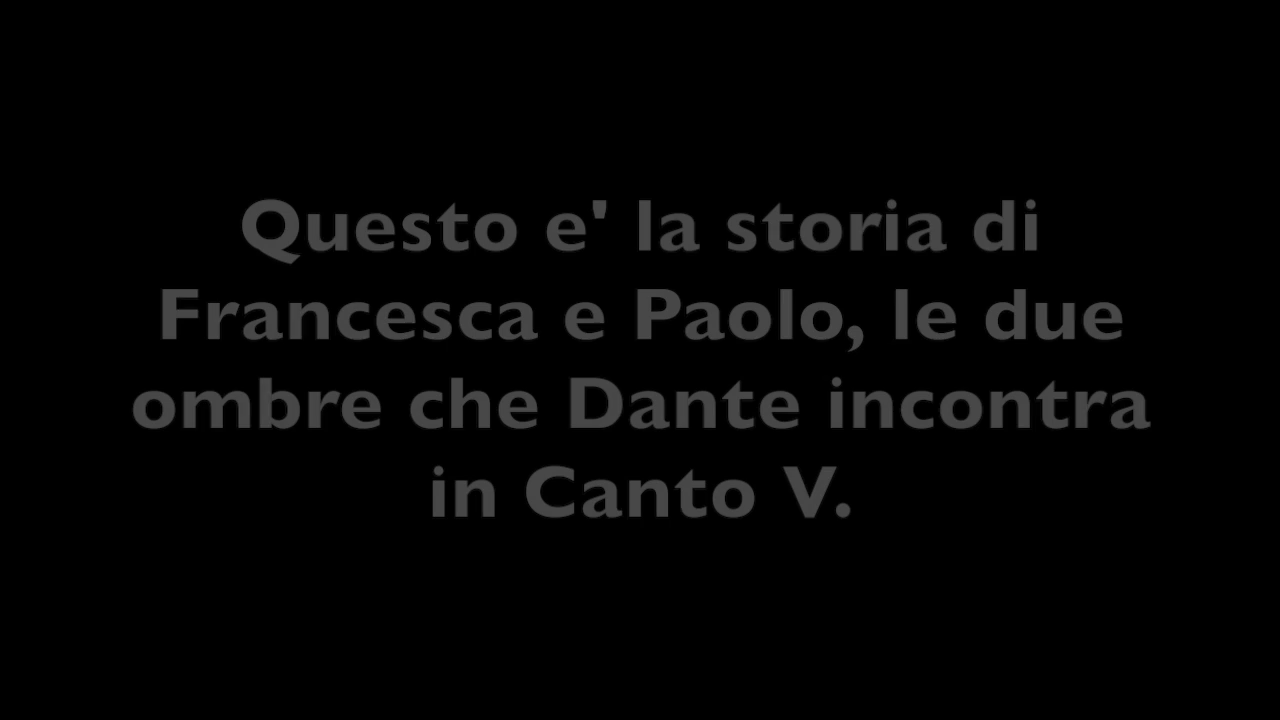 Questo e' la storia di
Francesca e Paolo, le due
ombre che Dante incontra
in Canto V.